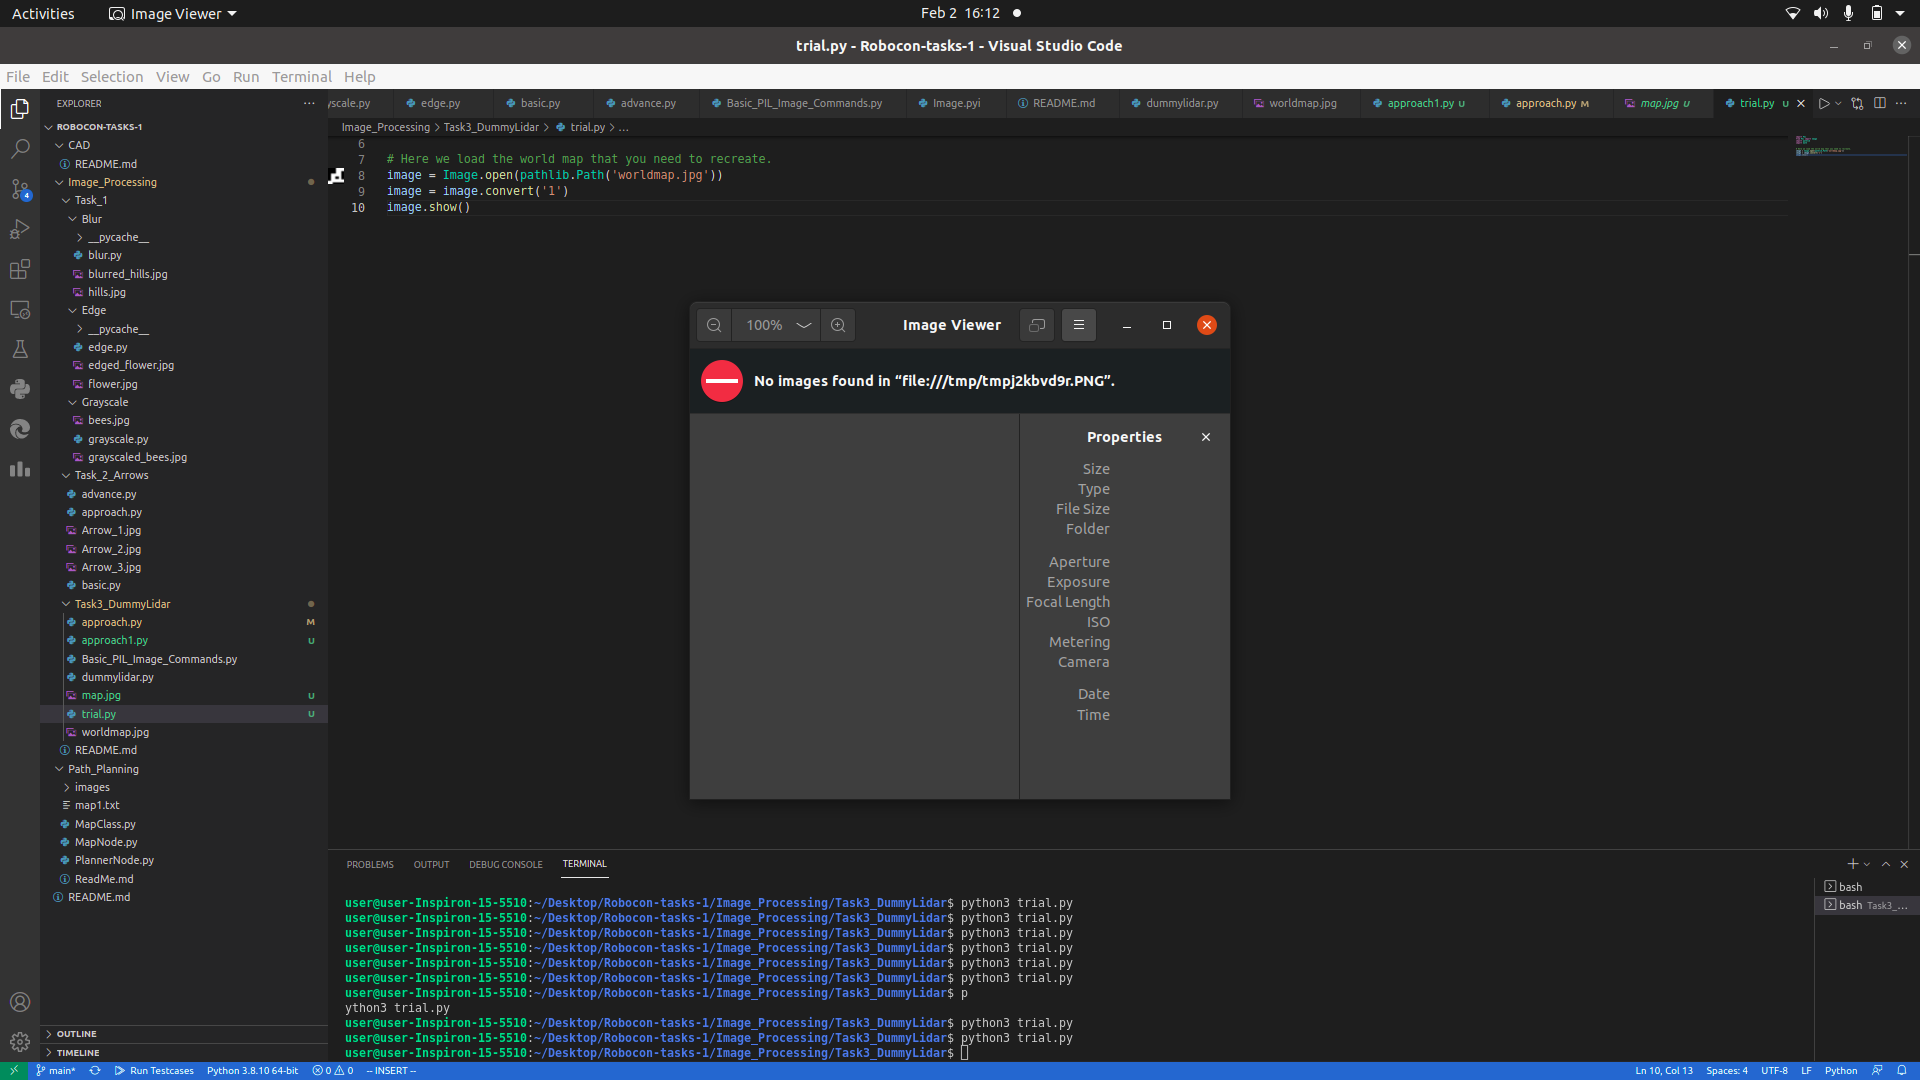 Activities Image Viewer Feb 2 16:12
trial.py - Robocon-tasks-1 - Visual Studio Code
File Edit Selection View Go Run Terminal Help
EXPLORER
ROBOCON-TASKS-1
CAD
README.md
Image_Processing
Task_1
Blur
__pycache__
blur.py
blurred_hills.jpg
hills.jpg
Edge
__pycache__
edge.py
edged_flower.jpg
flower.jpg
Grayscale
bees.jpg
grayscale.py
grayscaled_bees.jpg
Task_2_Arrows
advance.py
approach.py
Arrow_1.jpg
Arrow_2.jpg
Arrow_3.jpg
basic.py
Task3_DummyLidar
approach.py M
approach1.py U
Basic_PIL_Image_Commands.py
dummylidar.py
map.jpg U
trial.py U
worldmap.jpg
README.md
Path_Planning
images
map1.txt
MapClass.py
MapNode.py
PlannerNode.py
ReadMe.md
README.md
OUTLINE
TIMELINE
yscale.py edge.py basic.py advance.py Basic_PIL_Image_Commands.py Image.pyi README.md dummylidar.py worldmap.jpg approach1.py U approach.py M map.jpg U trial.py U
Image_Processing > Task3_DummyLidar > trial.py > ...
6
7 # Here we load the world map that you need to recreate.
8 image = Image.open(pathlib.Path('worldmap.jpg'))
9 image = image.convert('1')
10 image.show()
100% Image Viewer
No images found in “file:///tmp/tmpj2kbvd9r.PNG”.
Properties
Size
Type
File Size
Folder
Aperture
Exposure
Focal Length
ISO
Metering
Camera
Date
Time
PROBLEMS OUTPUT DEBUG CONSOLE TERMINAL
user@user-Inspiron-15-5510:~/Desktop/Robocon-tasks-1/Image_Processing/Task3_DummyLidar$ python3 trial.py
user@user-Inspiron-15-5510:~/Desktop/Robocon-tasks-1/Image_Processing/Task3_DummyLidar$ python3 trial.py
user@user-Inspiron-15-5510:~/Desktop/Robocon-tasks-1/Image_Processing/Task3_DummyLidar$ python3 trial.py
user@user-Inspiron-15-5510:~/Desktop/Robocon-tasks-1/Image_Processing/Task3_DummyLidar$ python3 trial.py
user@user-Inspiron-15-5510:~/Desktop/Robocon-tasks-1/Image_Processing/Task3_DummyLidar$ python3 trial.py
user@user-Inspiron-15-5510:~/Desktop/Robocon-tasks-1/Image_Processing/Task3_DummyLidar$ python3 trial.py
user@user-Inspiron-15-5510:~/Desktop/Robocon-tasks-1/Image_Processing/Task3_DummyLidar$ p
ython3 trial.py
user@user-Inspiron-15-5510:~/Desktop/Robocon-tasks-1/Image_Processing/Task3_DummyLidar$ python3 trial.py
user@user-Inspiron-15-5510:~/Desktop/Robocon-tasks-1/Image_Processing/Task3_DummyLidar$ python3 trial.py
user@user-Inspiron-15-5510:~/Desktop/Robocon-tasks-1/Image_Processing/Task3_DummyLidar$
bash
bash Task3_...
4
main* Run Testcases Python 3.8.10 64-bit 0 0 -- INSERT -- Ln 10, Col 13 Spaces: 4 UTF-8 LF Python